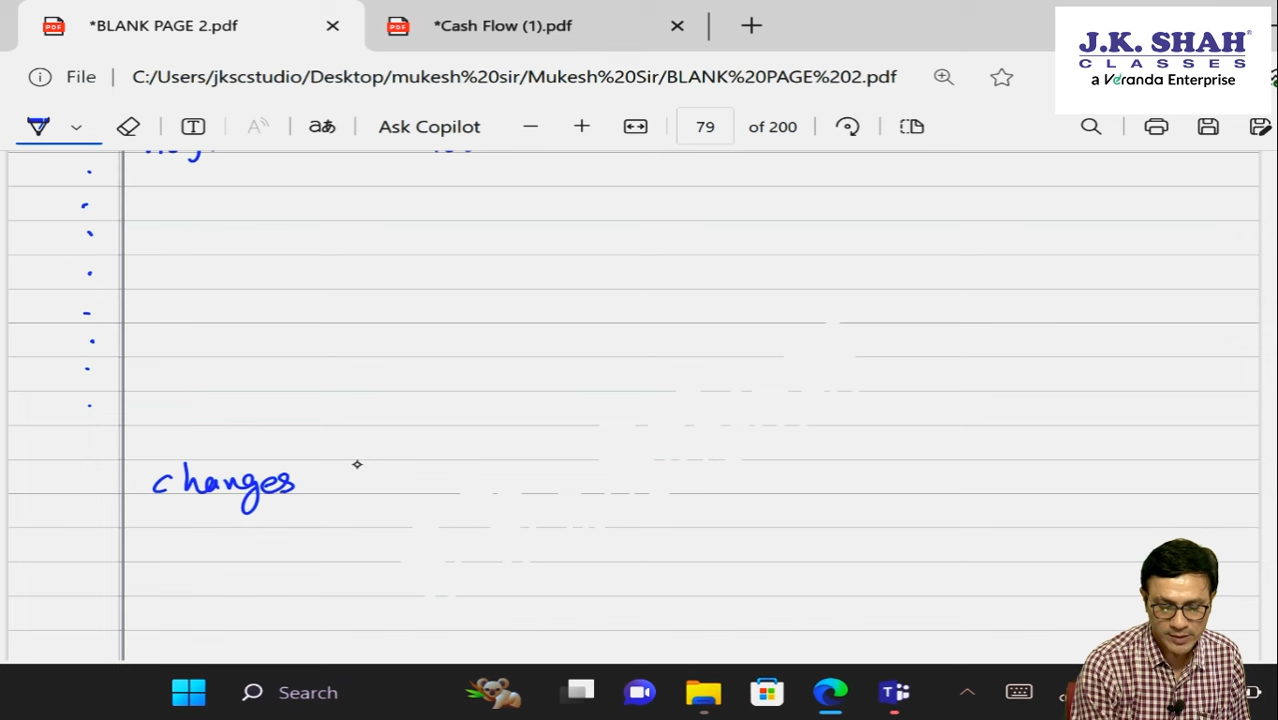 *BLANK PAGE 2.pdf
*Cash Flow (1).pdf
J.K. SHAH®
CLASSES
a Veranda Enterprise
File
C:/Users/jkscstudio/Desktop/mukesh%20sir/Mukesh%20Sir/BLANK%20PAGE%202.pdf
Ask Copilot
79
of 200
changes
Search